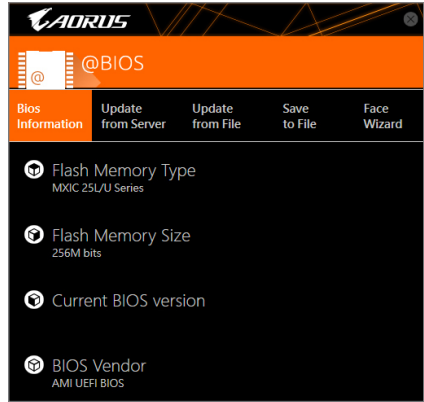 AORUS
@
@BIOS
Bios
Information
Update
from Server
Update
from File
Save
to File
Face
Wizard
Flash Memory Type
MXIC 25L/U Series
Flash Memory Size
256M bits
Current BIOS version
BIOS Vendor
AMI UEFI BIOS